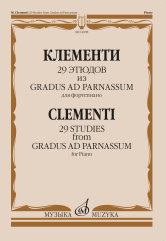 M. Clementi 29 Studies from Gradus ad Parnassum Piano
КЛЕМЕНТИ
29 ЭТЮДОВ
ИЗ
GRADUS AD PARNASSUM
для фортепиано
CLEMENTI
29 STUDIES
from
GRADUS AD PARNASSUM
for Piano
МУЗЫКА MUZYKA